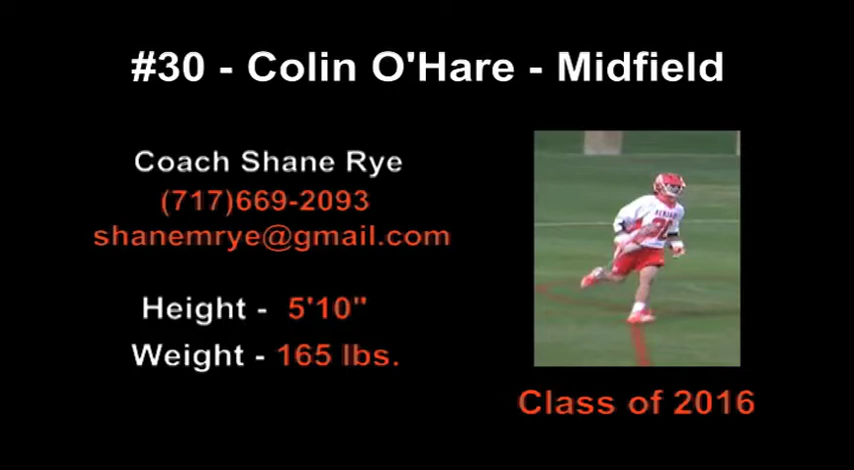 #30 - Colin O'Hare - Midfield
Coach Shane Rye
(717)669-2093
shanemrye@gmail.com
Height - 5'10"
Weight - 165 lbs.
Class of 2016